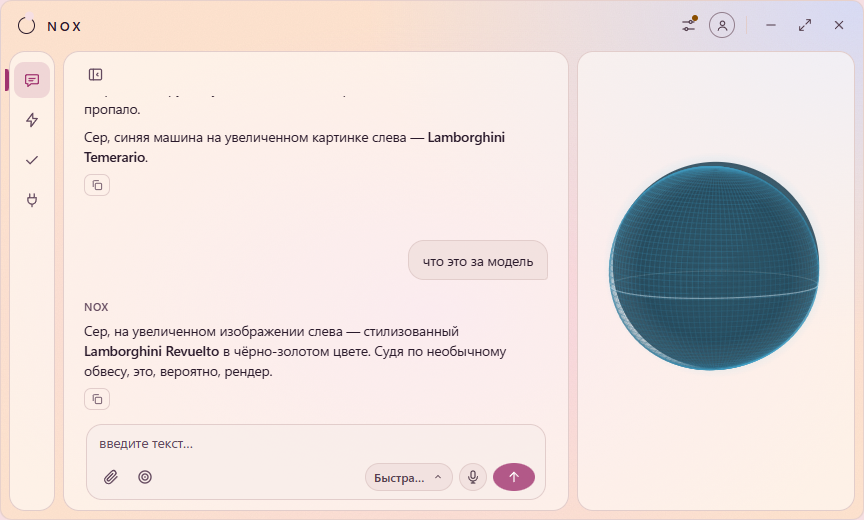 NOX
пропало.
Сер, синяя машина на увеличенном картинке слева — Lamborghini
Temerario.
что это за модель
NOX
Сер, на увеличенном изображении слева — стилизованный
Lamborghini Revuelto в чёрно-золотом цвете. Судя по необычному
обвесу, это, вероятно, рендер.
введите текст...
Быстра...